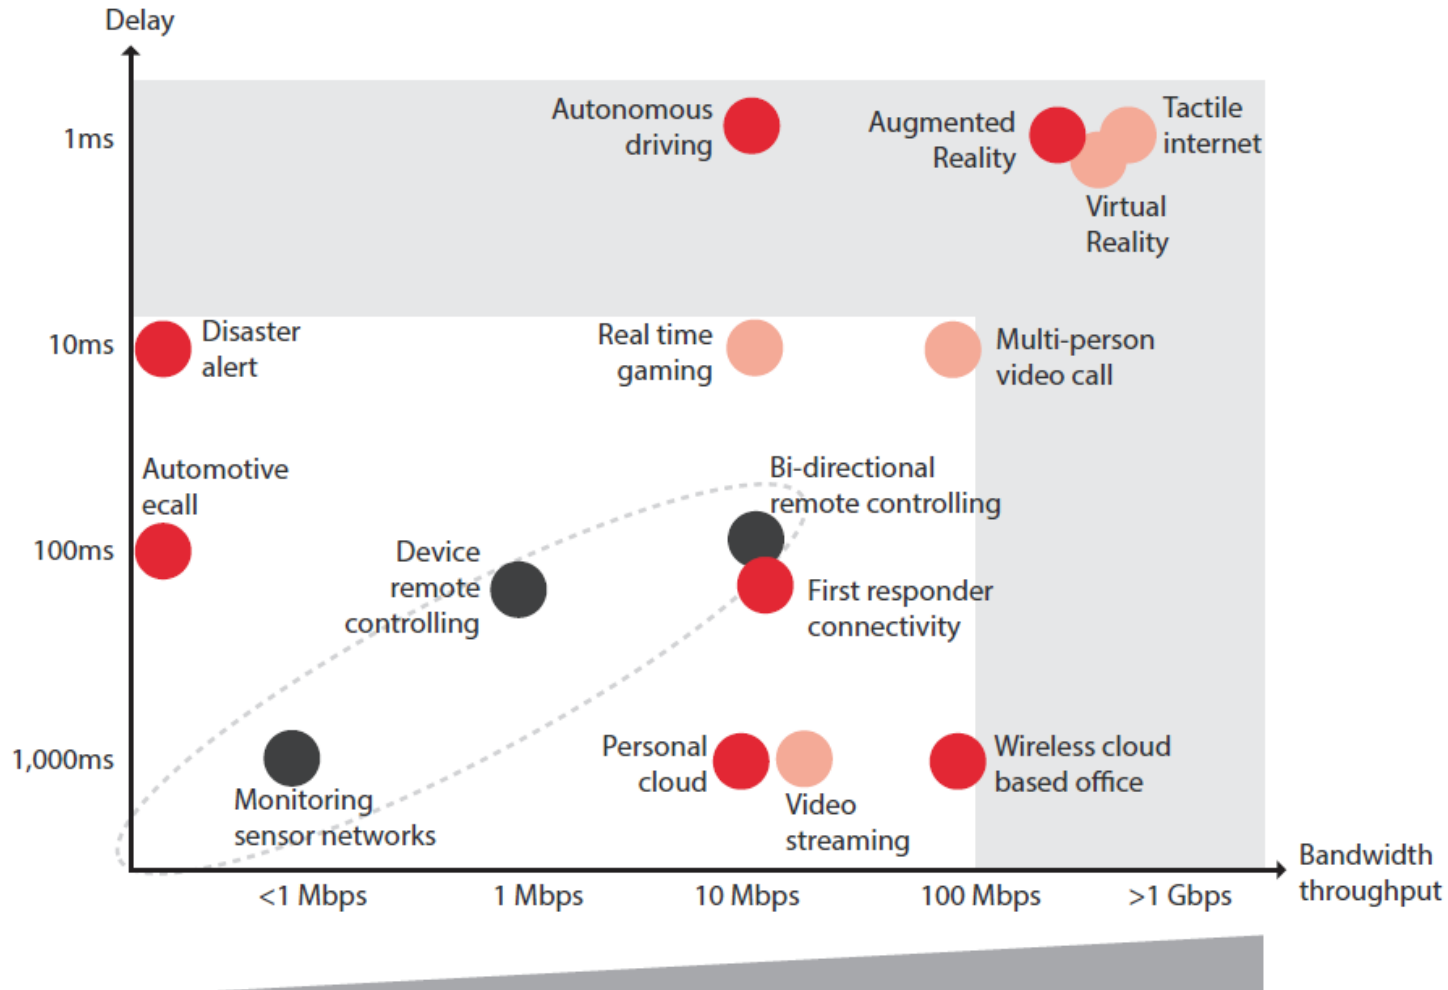 Delay
1ms
10ms
100ms
1,000ms
Autonomous
driving
Augmented
Reality
Tactile
internet
Virtual
Reality
Disaster
alert
Real time
gaming
Multi-person
video call
Automotive
ecall
Bi-directional
remote controlling
Device
remote
controlling
First responder
connectivity
Monitoring
sensor networks
Personal
cloud
Video
streaming
Wireless cloud
based office
<1 Mbps
1 Mbps
10 Mbps
100 Mbps
>1 Gbps
Bandwidth
throughput